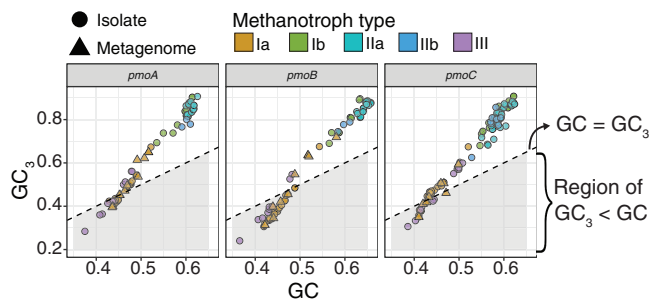 Isolate
Metagenome
Methanotroph type
Ia Ib IIa IIb III
pmoA pmoB pmoC
GC₃
0.8
0.6
0.4
0.2
0.4 0.5 0.6 0.4 0.5 0.6 0.4 0.5 0.6
GC
GC = GC₃
Region of
GC₃ < GC